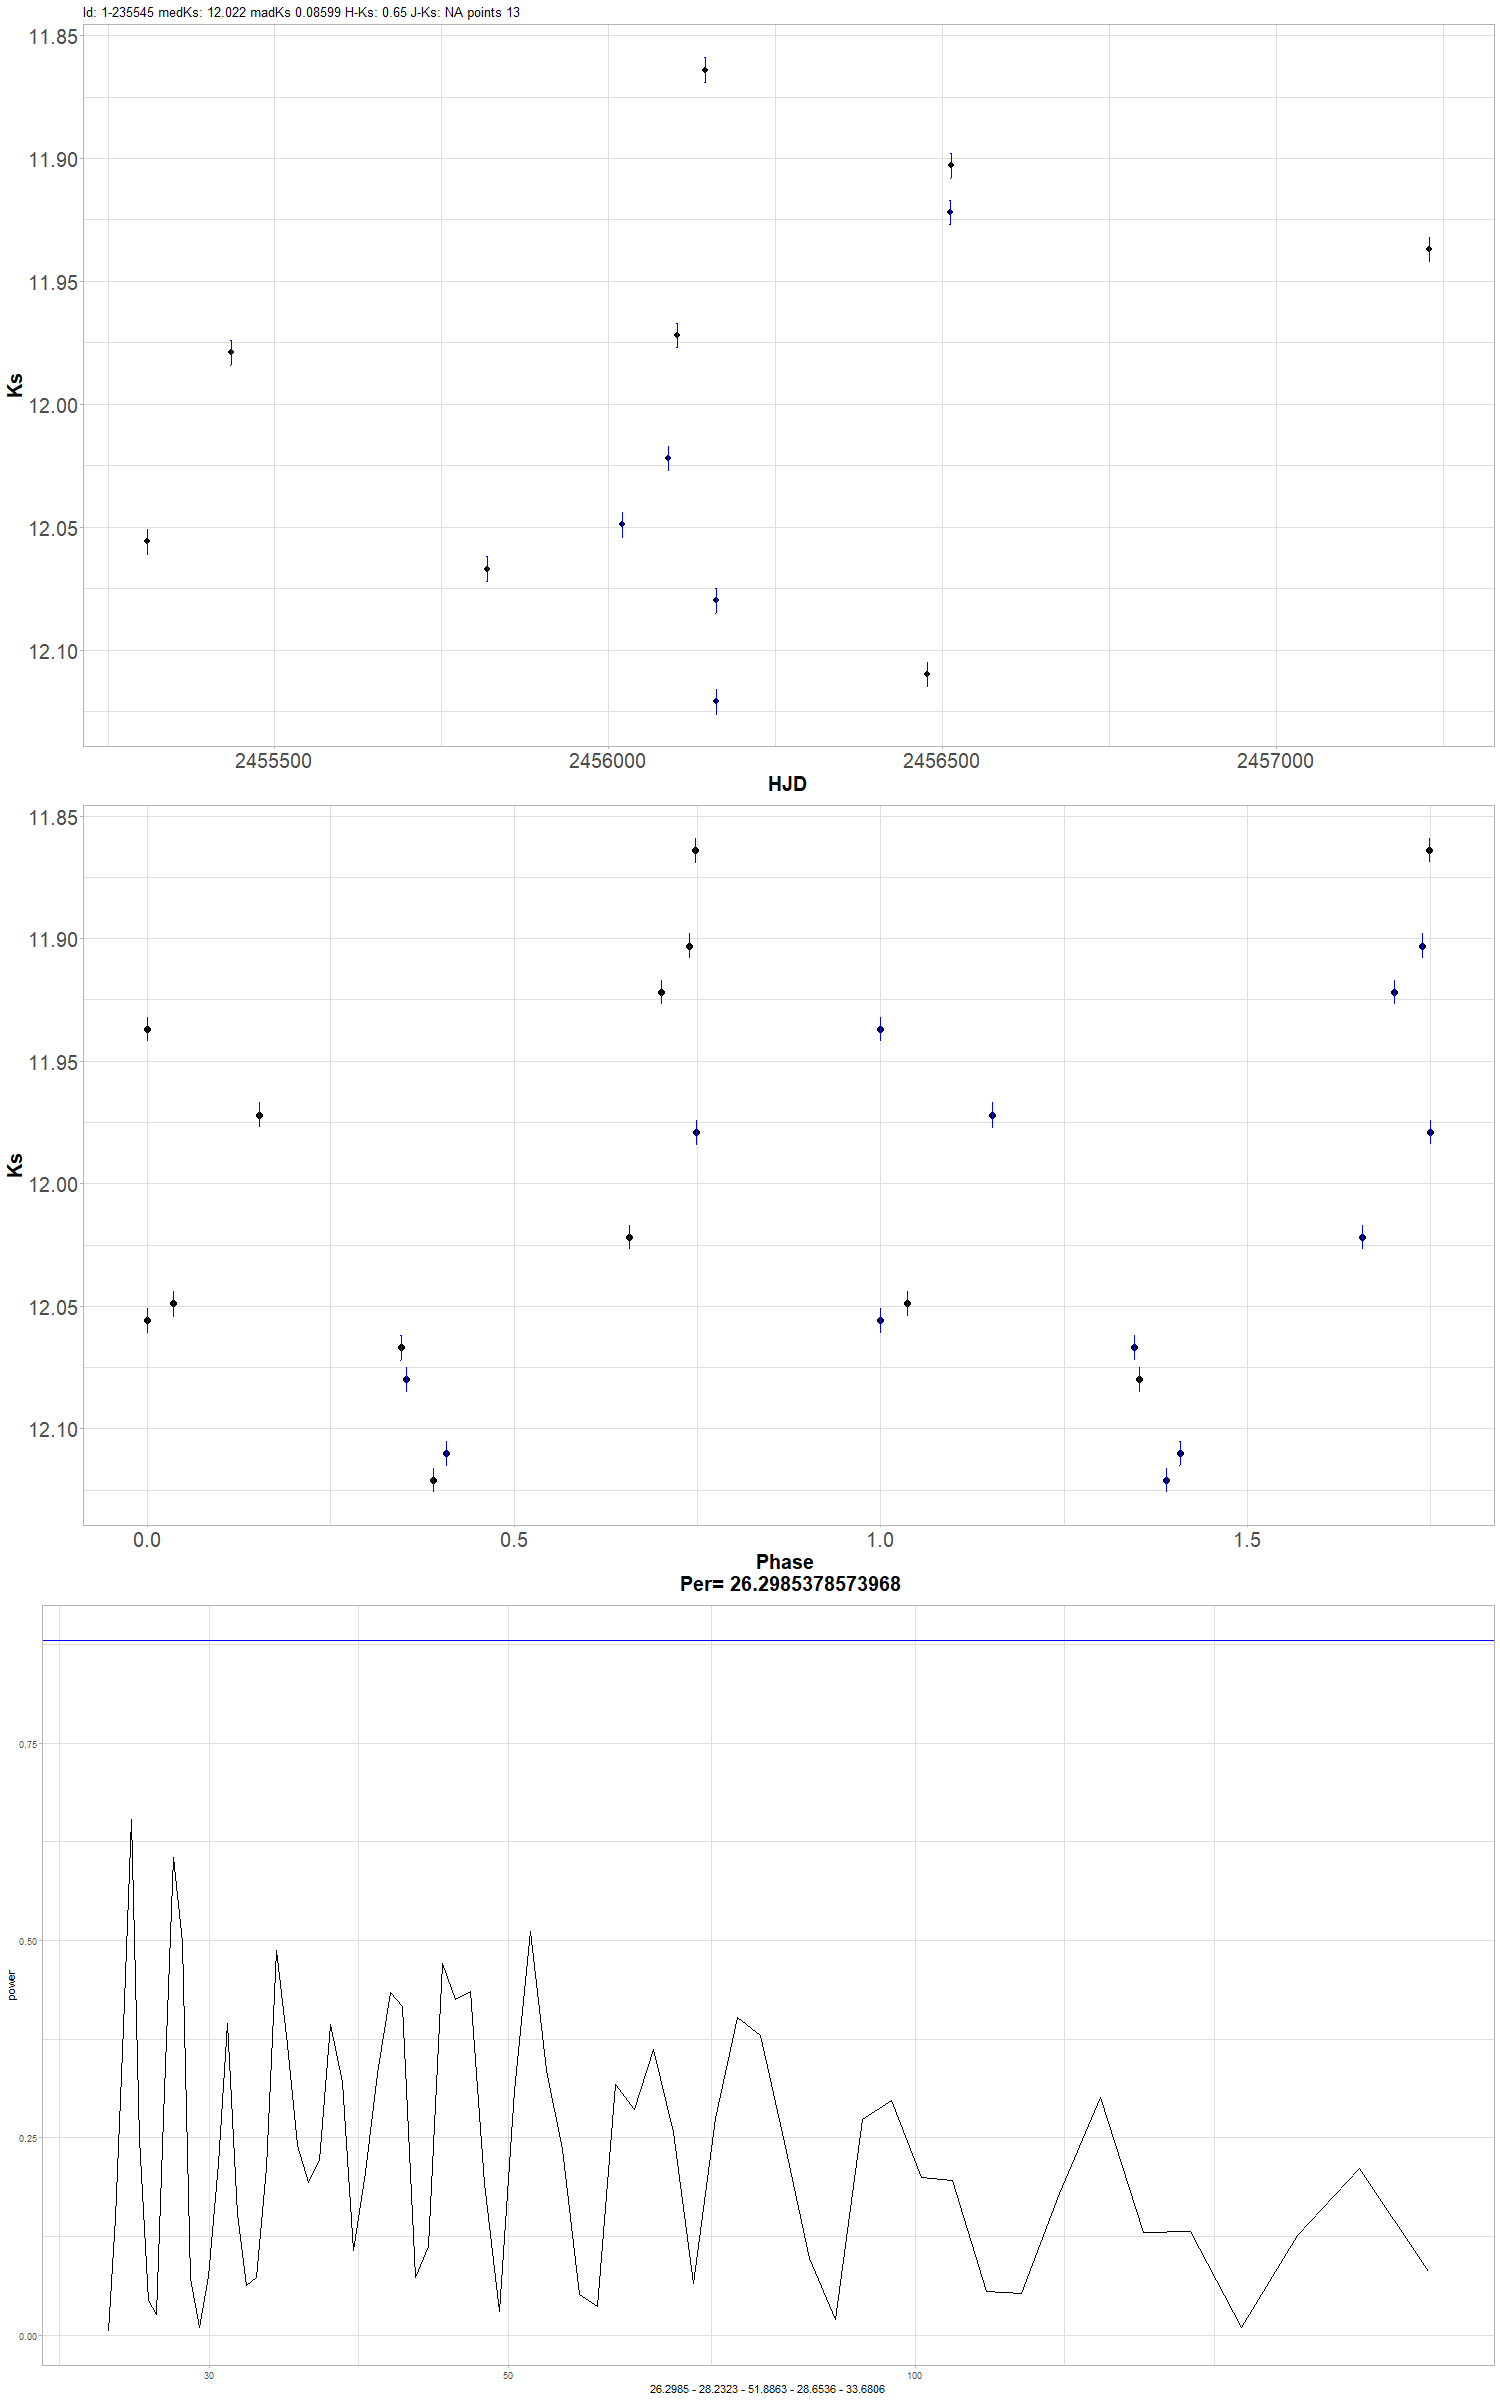 Id: 1-235545 medKs: 12.022 madKs 0.08599 H-Ks: 0.65 J-Ks: NA points 13
11.85
11.90
11.95
12.00
12.05
12.10
Ks
2455500 2456000 2456500 2457000
HJD
11.85
11.90
11.95
12.00
12.05
12.10
Ks
0.0 0.5 1.0 1.5
Phase
Per= 26.2985378573968
0.75
0.50
0.25
0.00
power
30 50 100
26.2985 - 28.2323 - 51.8863 - 28.6536 - 33.6806